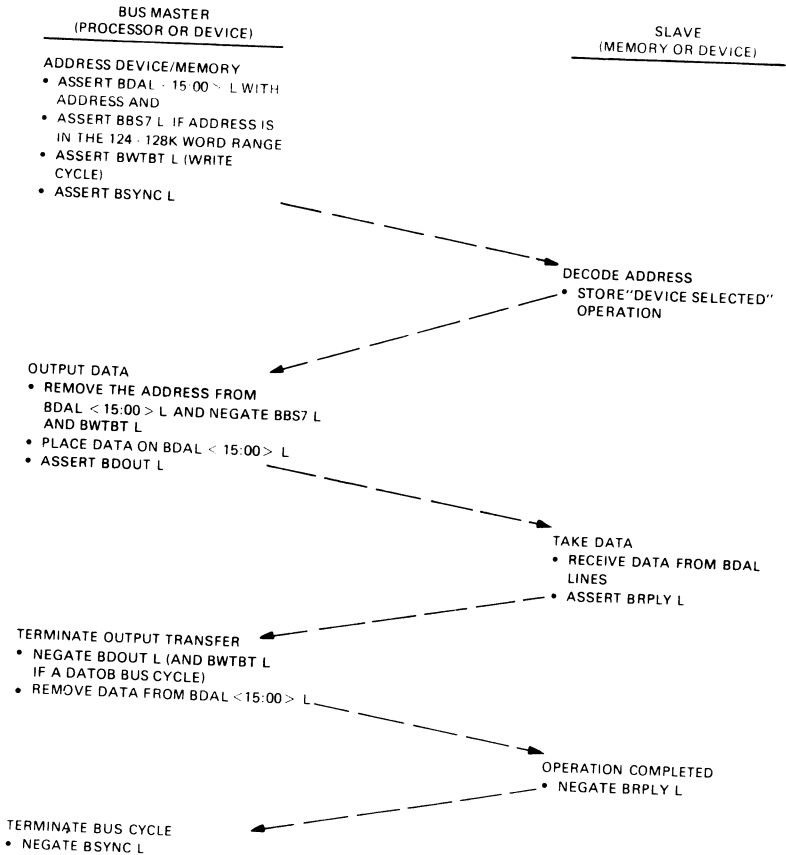 BUS MASTER
(PROCESSOR OR DEVICE)
SLAVE
(MEMORY OR DEVICE)
ADDRESS DEVICE/MEMORY
• ASSERT BDAL · 15:00 > L WITH
ADDRESS AND
• ASSERT BBS7 L IF ADDRESS IS
IN THE 124 - 128K WORD RANGE
• ASSERT BWTBT L (WRITE
CYCLE)
• ASSERT BSYNC L
DECODE ADDRESS
• STORE "DEVICE SELECTED"
OPERATION
OUTPUT DATA
• REMOVE THE ADDRESS FROM
BDAL <15:00> L AND NEGATE BBS7 L
AND BWTBT L
• PLACE DATA ON BDAL < 15:00> L
• ASSERT BDOUT L
TAKE DATA
• RECEIVE DATA FROM BDAL
LINES
• ASSERT BRPLY L
TERMINATE OUTPUT TRANSFER
• NEGATE BDOUT L (AND BWTBT L
IF A DATOB BUS CYCLE)
• REMOVE DATA FROM BDAL <15:00> L
OPERATION COMPLETED
• NEGATE BRPLY L
TERMINATE BUS CYCLE
• NEGATE BSYNC L